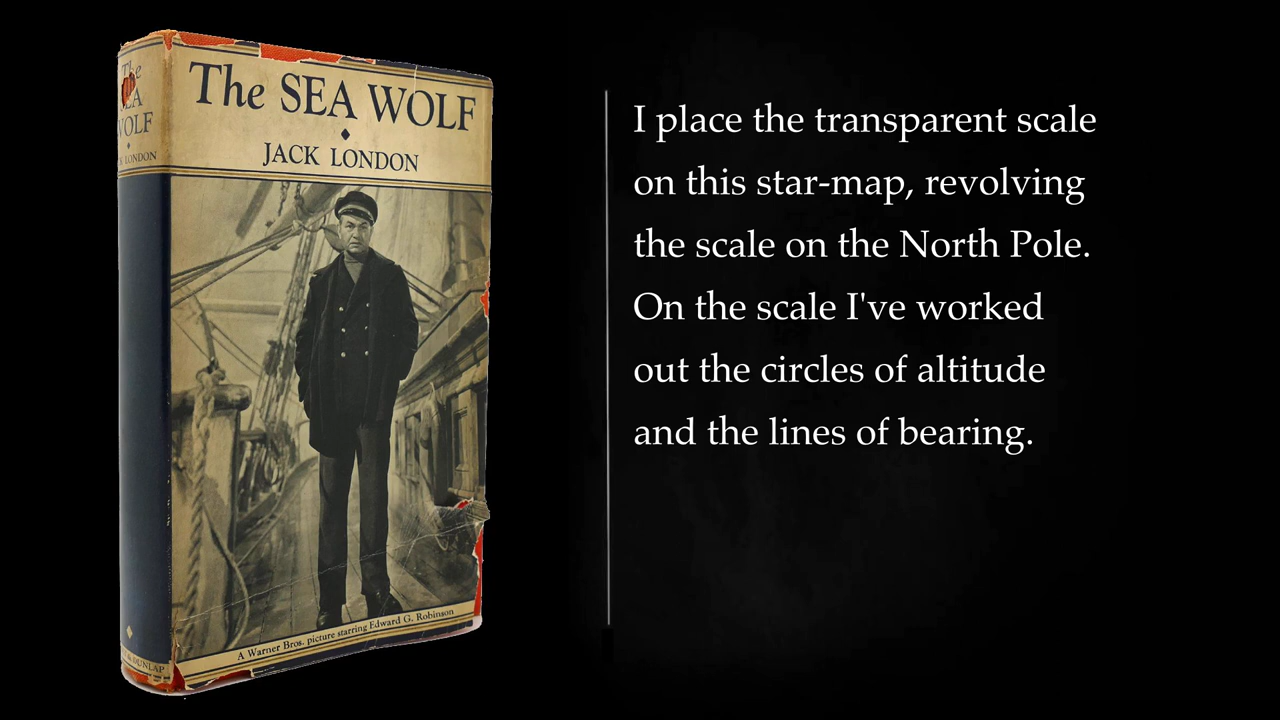 The
SEA
WOLF
LONDON
DUNLAP
The SEA WOLF
JACK LONDON
A Warner Bros. picture starring Edward G. Robinson
I place the transparent scale
on this star-map, revolving
the scale on the North Pole.
On the scale I've worked
out the circles of altitude
and the lines of bearing.